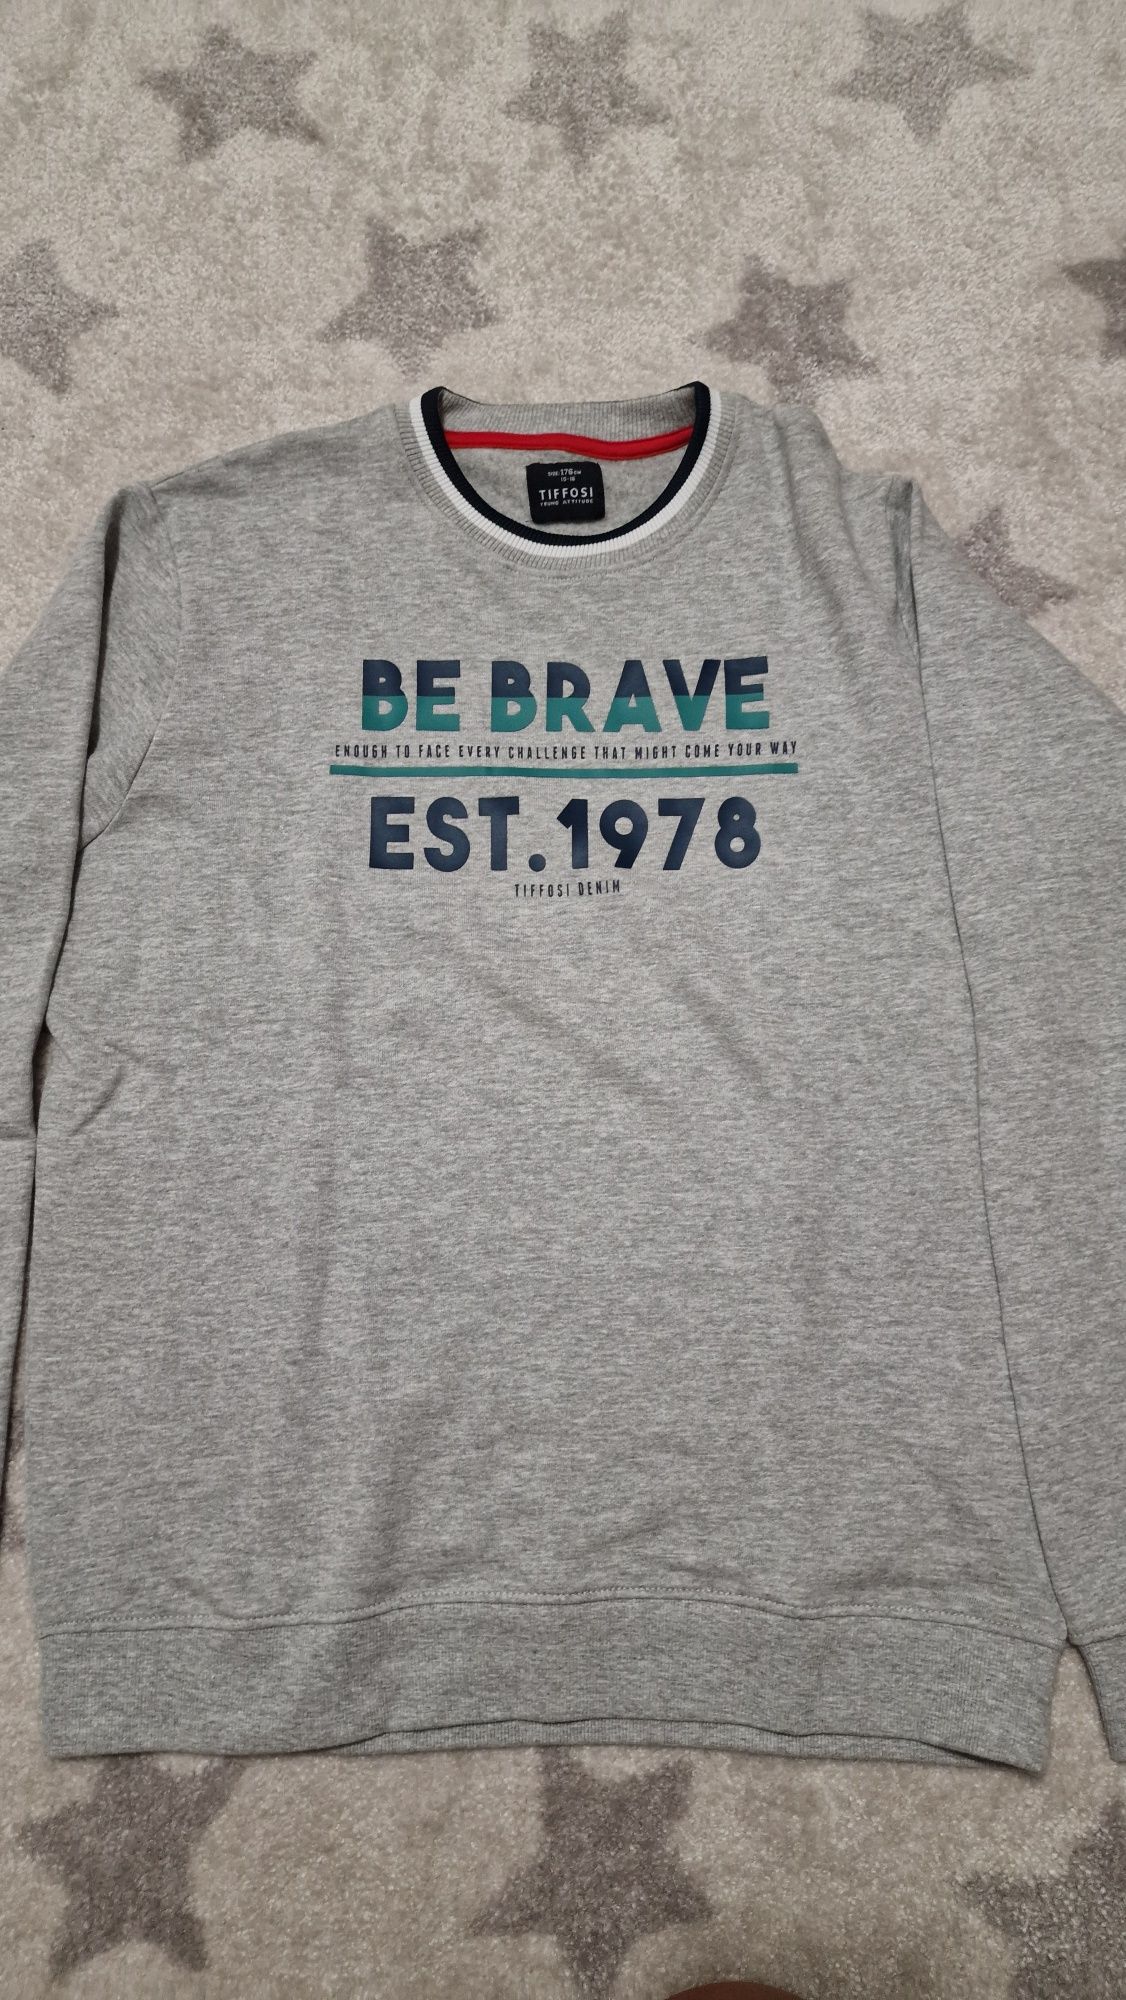 SIZE: 176 CM
15-16
TIFFOSI
YOUNG ATTITUDE
BE BRAVE
ENOUGH TO FACE EVERY CHALLENGE THAT MIGHT COME YOUR WAY
EST.1978
TIFFOSI DENIM